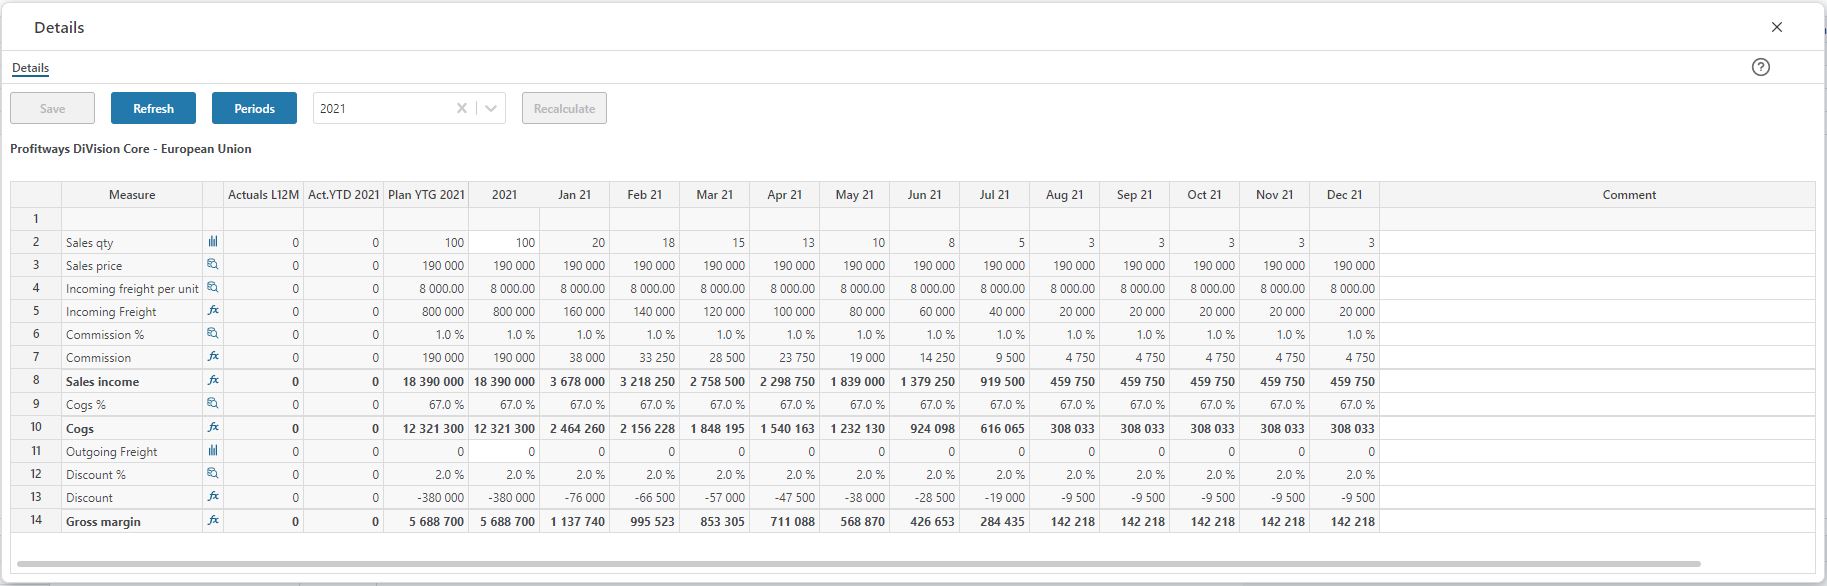 Details
Details
Save Refresh Periods 2021 Recalculate
Profitways DiVision Core - European Union
Measure Actuals L12M Act.YTD 2021 Plan YTG 2021 2021 Jan 21 Feb 21 Mar 21 Apr 21 May 21 Jun 21 Jul 21 Aug 21 Sep 21 Oct 21 Nov 21 Dec 21 Comment
1
2 Sales qty 0 0 100 100 20 18 15 13 10 8 5 3 3 3 3 3
3 Sales price 0 0 190 000 190 000 190 000 190 000 190 000 190 000 190 000 190 000 190 000 190 000 190 000 190 000 190 000 190 000
4 Incoming freight per unit 0 0 8 000.00 8 000.00 8 000.00 8 000.00 8 000.00 8 000.00 8 000.00 8 000.00 8 000.00 8 000.00 8 000.00 8 000.00 8 000.00 8 000.00
5 Incoming Freight fx 0 0 800 000 800 000 160 000 140 000 120 000 100 000 80 000 60 000 40 000 20 000 20 000 20 000 20 000 20 000
6 Commission % 0 0 1.0 % 1.0 % 1.0 % 1.0 % 1.0 % 1.0 % 1.0 % 1.0 % 1.0 % 1.0 % 1.0 % 1.0 % 1.0 % 1.0 %
7 Commission fx 0 0 190 000 190 000 38 000 33 250 28 500 23 750 19 000 14 250 9 500 4 750 4 750 4 750 4 750 4 750
8 Sales income fx 0 0 18 390 000 18 390 000 3 678 000 3 218 250 2 758 500 2 298 750 1 839 000 1 379 250 919 500 459 750 459 750 459 750 459 750 459 750
9 Cogs % 0 0 67.0 % 67.0 % 67.0 % 67.0 % 67.0 % 67.0 % 67.0 % 67.0 % 67.0 % 67.0 % 67.0 % 67.0 % 67.0 % 67.0 %
10 Cogs fx 0 0 12 321 300 12 321 300 2 464 260 2 156 228 1 848 195 1 540 163 1 232 130 924 098 616 065 308 033 308 033 308 033 308 033 308 033
11 Outgoing Freight 0 0 0 0 0 0 0 0 0 0 0 0 0 0 0 0
12 Discount % 0 0 2.0 % 2.0 % 2.0 % 2.0 % 2.0 % 2.0 % 2.0 % 2.0 % 2.0 % 2.0 % 2.0 % 2.0 % 2.0 % 2.0 %
13 Discount fx 0 0 -380 000 -380 000 -76 000 -66 500 -57 000 -47 500 -38 000 -28 500 -19 000 -9 500 -9 500 -9 500 -9 500 -9 500
14 Gross margin fx 0 0 5 688 700 5 688 700 1 137 740 995 523 853 305 711 088 568 870 426 653 284 435 142 218 142 218 142 218 142 218 142 218